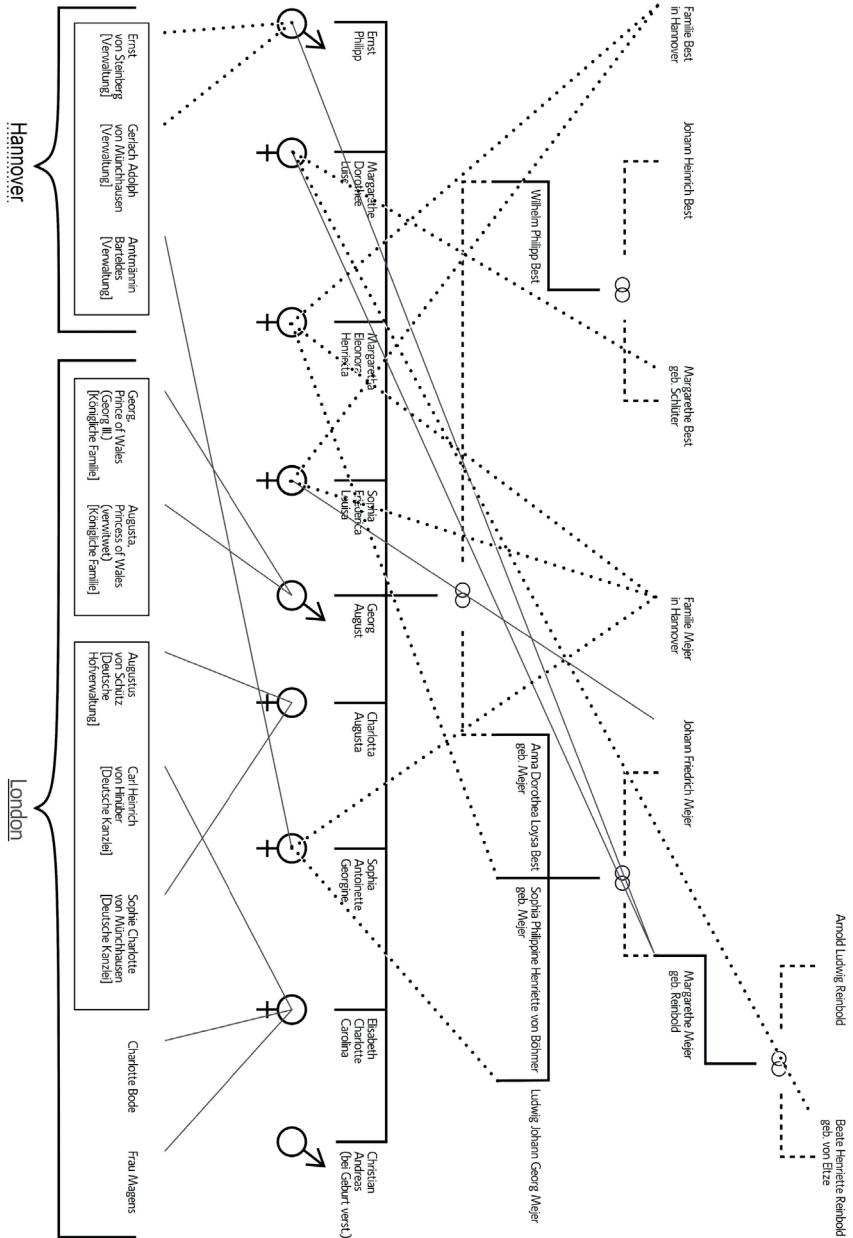 Arnold Ludwig Reinbold
Beate Henriette Reinbold
geb. von Eltze
Familie Best
in Hannover
Johann Heinrich Best
Margarethe Best
geb. Schlüter
Familie Mejer
in Hannover
Johann Friedrich Mejer
Margarethe Mejer
geb. Reinbold
Wilhelm Philipp Best
Anna Dorothea Loysa Best
geb. Mejer
Sophia Philippine Henriette von Böhmer
geb. Mejer
Ludwig Johann Georg Mejer
Ernst
Philipp
Margarethe
Dorothee
Luise
Margaretha
Eleonora
Henrietta
Sophia
Friederica
Louisa
Georg
August
Charlotta
Augusta
Sophia
Antoinette
Georgine
Elisabeth
Charlotte
Carolina
Christian
Andreas
(bei Geburt verst.)
Ernst
von Steinberg
[Verwaltung]
Gerlach Adolph
von Münchhausen
[Verwaltung]
Amtmännin
Barteldes
[Verwaltung]
Georg,
Prince of Wales
(Georg III.)
[Königliche Familie]
Augusta,
Princess of Wales
(verwitwet)
[Königliche Familie]
Augustus
von Schütz
[Deutsche
Hofverwaltung]
Carl Heinrich
von Hinüber
[Deutsche Kanzlei]
Sophie Charlotte
von Münchhausen
[Deutsche Kanzlei]
Charlotte Bode
Frau Magens
Hannover
London